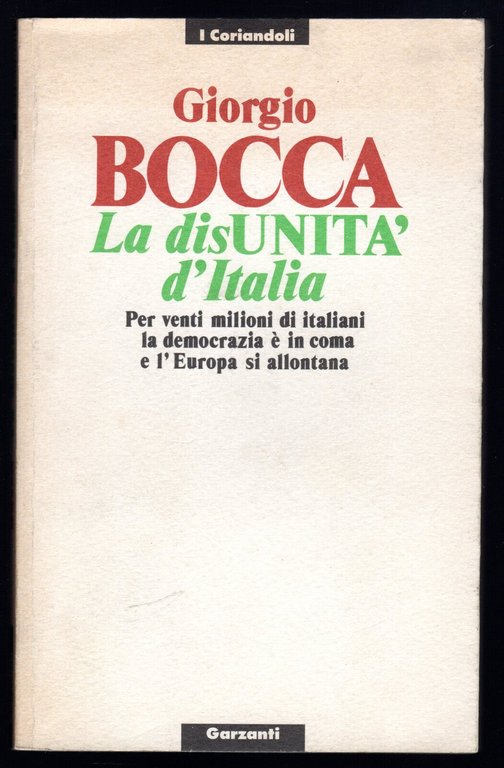 I Coriandoli
Giorgio
BOCCA
La disUNITA'
d'Italia
Per venti milioni di italiani
la democrazia è in coma
e l'Europa si allontana
Garzanti